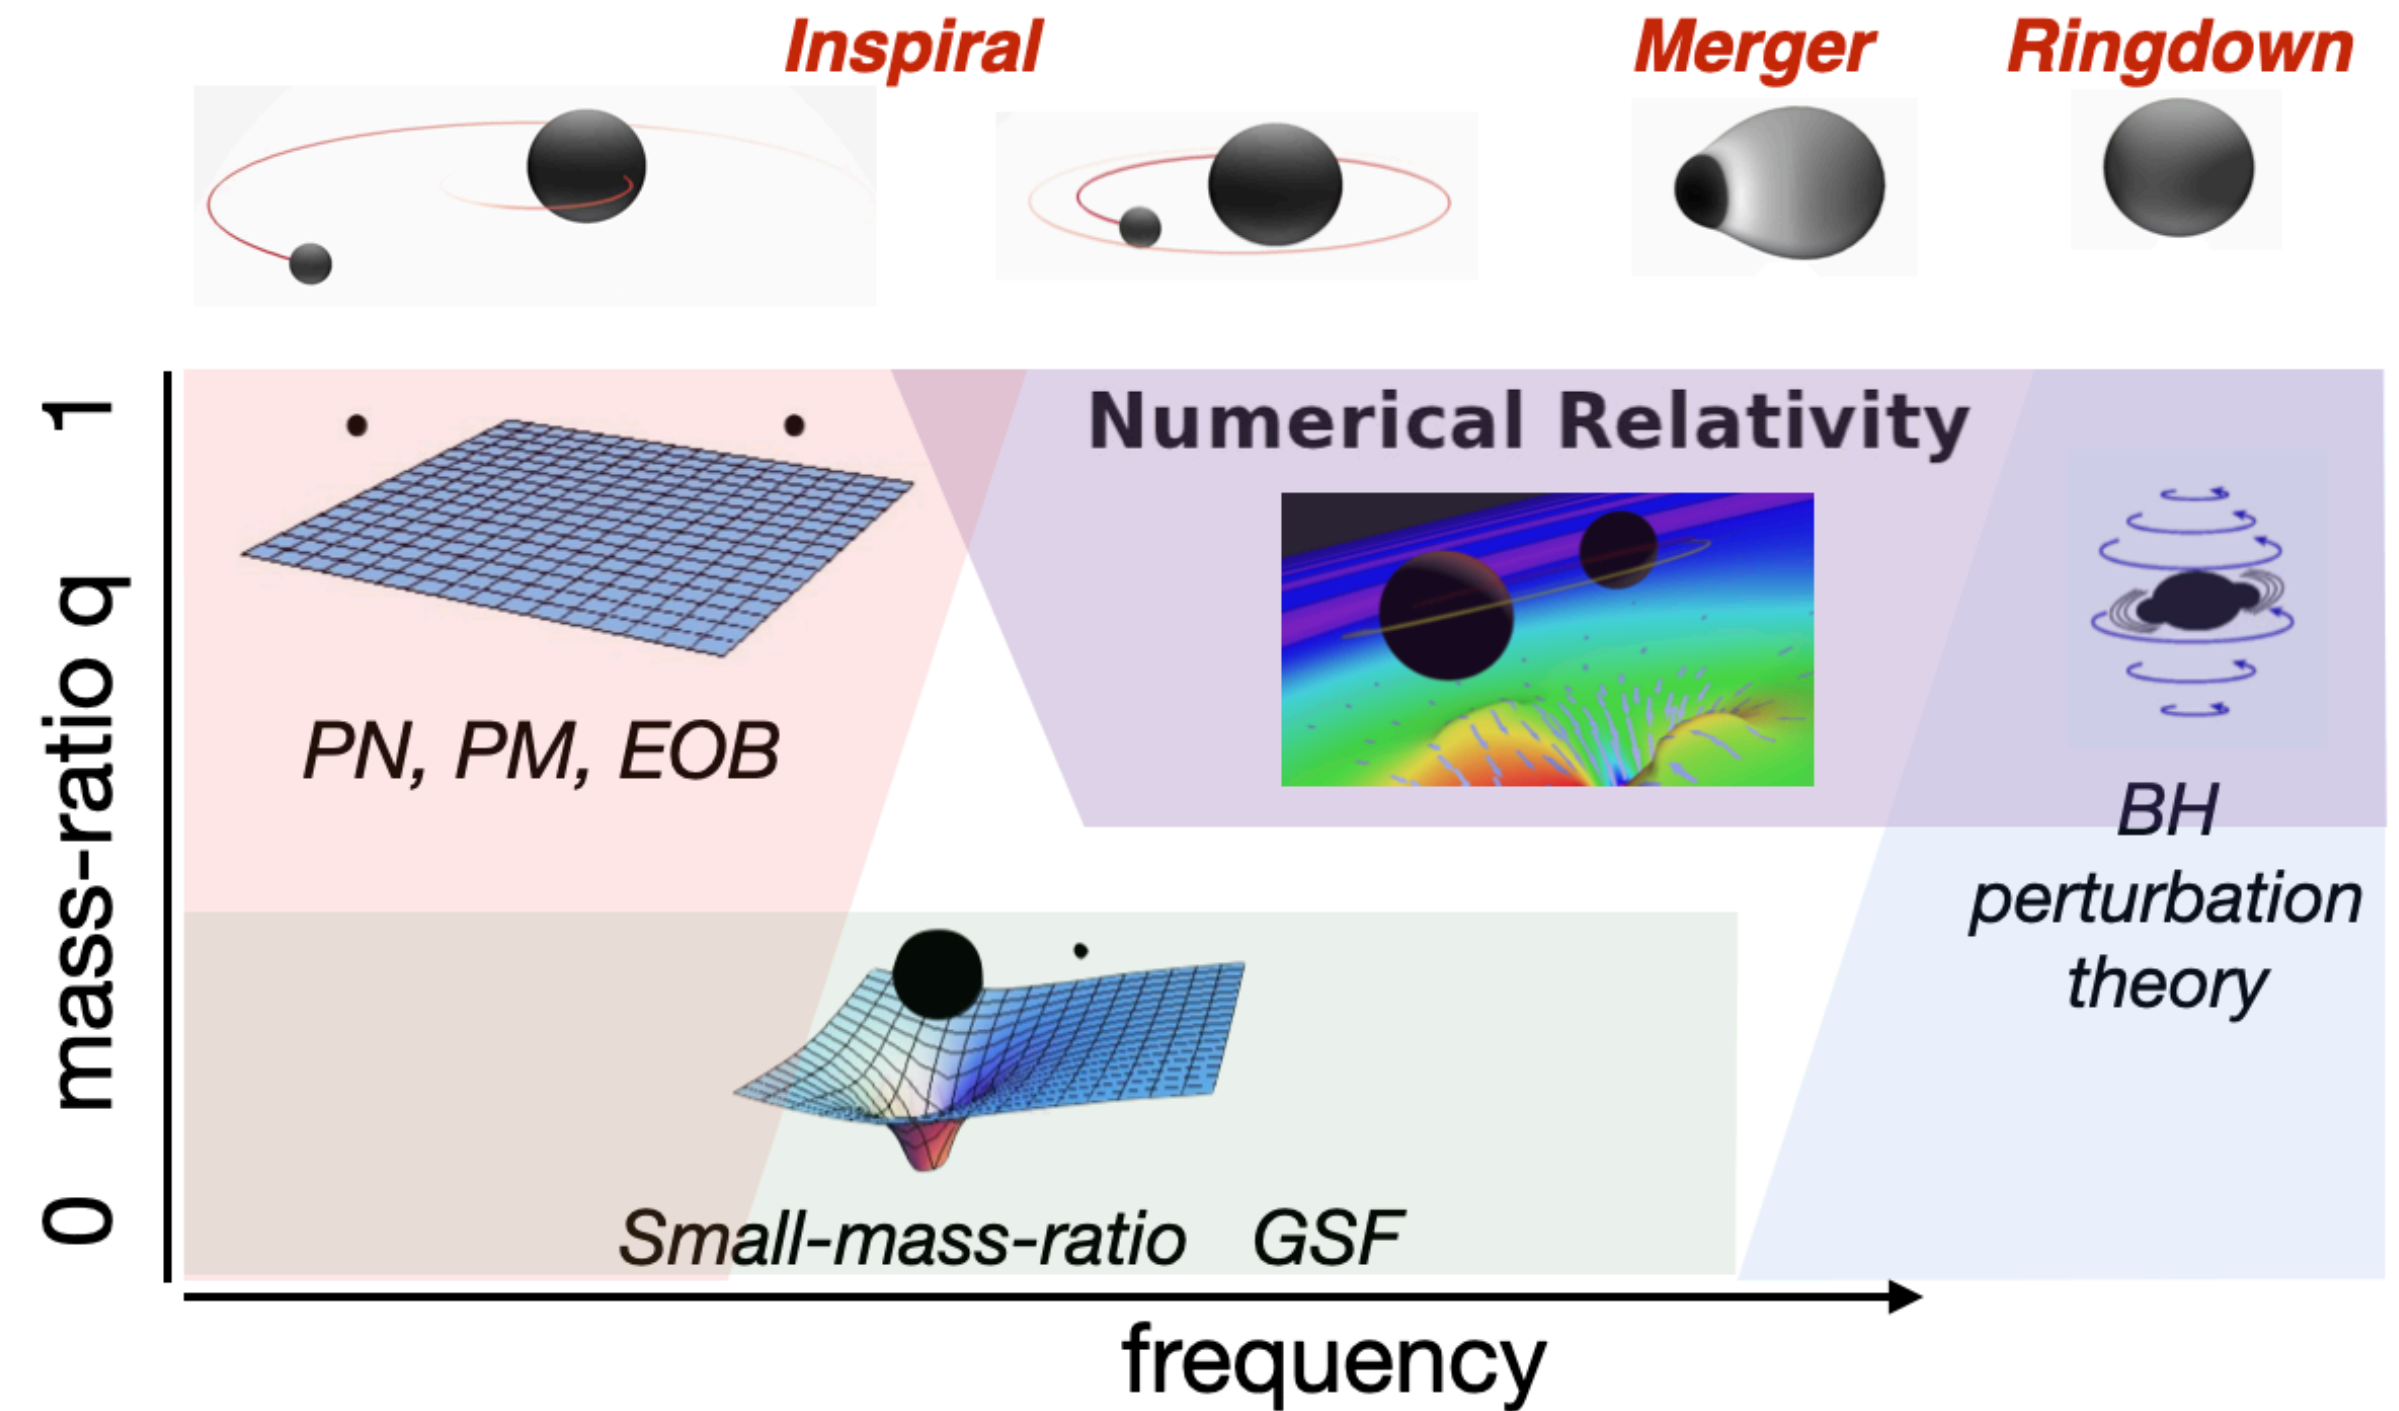 Inspiral
Merger
Ringdown
1
mass-ratio q
0
Numerical Relativity
PN, PM, EOB
BH
perturbation
theory
Small-mass-ratio GSF
frequency